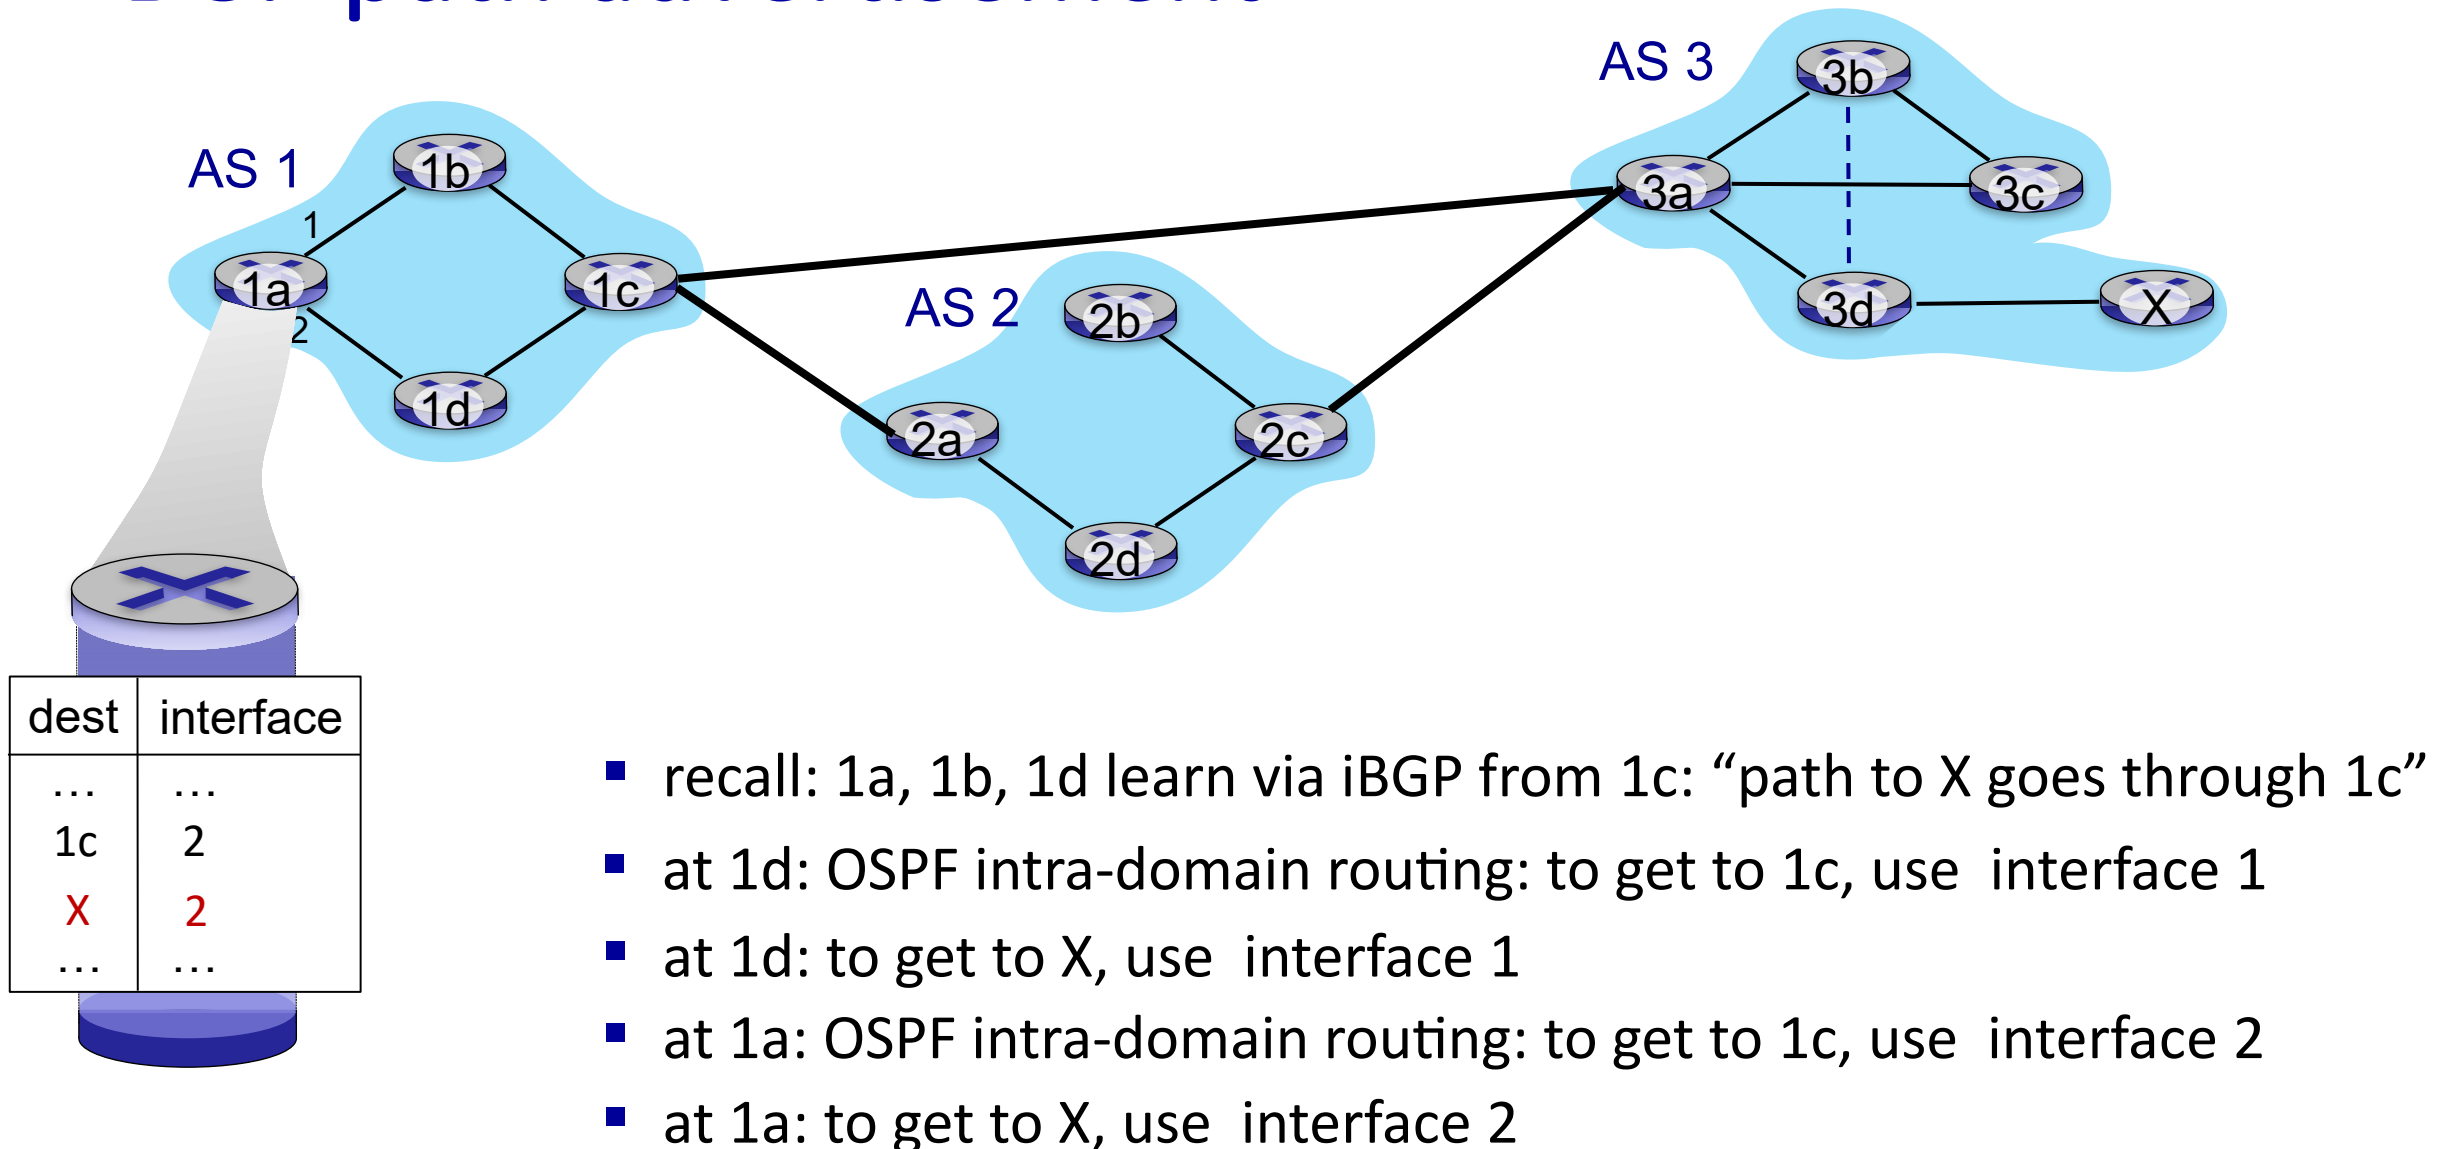 path advertisement
AS 3
3b
AS 1
1b
3a
3c
1
1a
1c
AS 2
2b
3d
X
2
1d
2a
2c
2d
dest interface
… …
1c 2
X 2
… …
▪ recall: 1a, 1b, 1d learn via iBGP from 1c: “path to X goes through 1c”
▪ at 1d: OSPF intra-domain routing: to get to 1c, use interface 1
▪ at 1d: to get to X, use interface 1
▪ at 1a: OSPF intra-domain routing: to get to 1c, use interface 2
▪ at 1a: to get to X, use interface 2